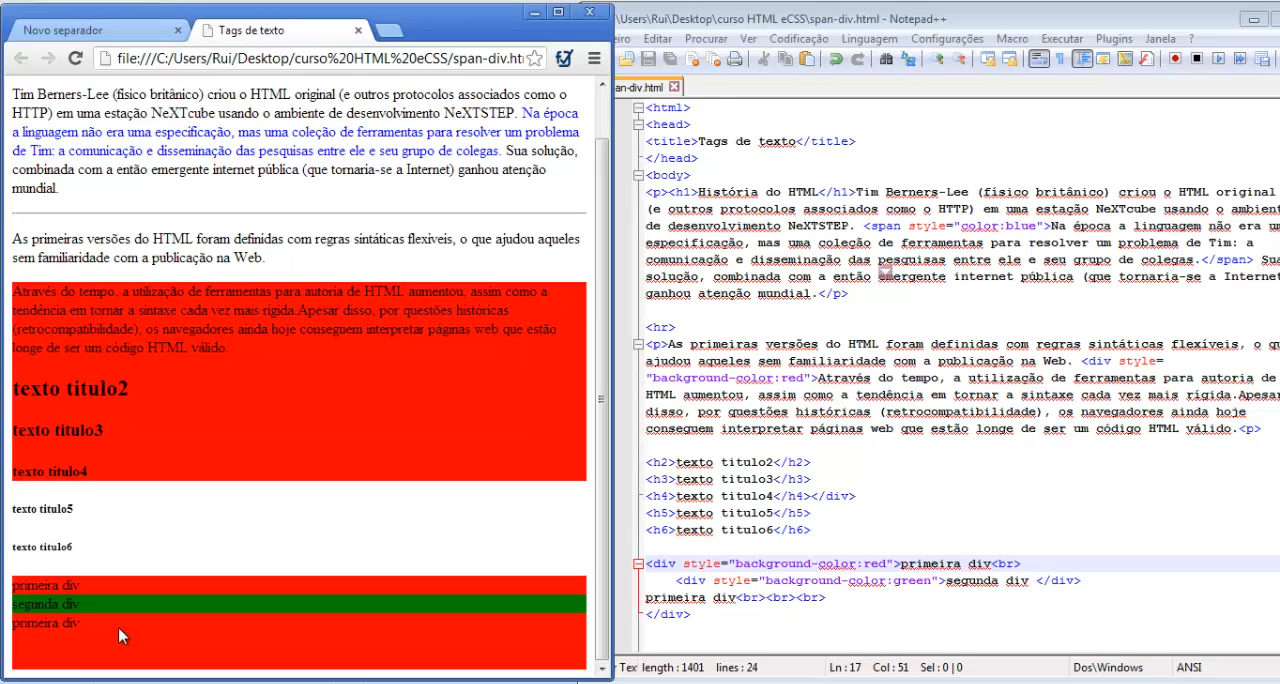 Novo separador
Tags de texto
file:///C:/Users/Rui/Desktop/curso%20HTML%20eCSS/span-div.ht
Tim Berners-Lee (físico britânico) criou o HTML original (e outros protocolos associados como o
HTTP) em uma estação NeXTcube usando o ambiente de desenvolvimento NeXTSTEP. Na época
a linguagem não era uma especificação, mas uma coleção de ferramentas para resolver um problema
de Tim: a comunicação e disseminação das pesquisas entre ele e seu grupo de colegas. Sua solução,
combinada com a então emergente internet pública (que tornaria-se a Internet) ganhou atenção
mundial.
As primeiras versões do HTML foram definidas com regras sintáticas flexíveis, o que ajudou aqueles
sem familiaridade com a publicação na Web.
Através do tempo, a utilização de ferramentas para autoria de HTML aumentou, assim como a
tendência em tornar a sintaxe cada vez mais rígida.Apesar disso, por questões históricas
(retrocompatibilidade), os navegadores ainda hoje conseguem interpretar páginas web que estão
longe de ser um código HTML válido.
texto titulo2
texto titulo3
texto titulo4
texto titulo5
texto titulo6
primeira div
segunda div
primeira div
\Users\Rui\Desktop\curso HTML eCSS\span-div.html - Notepad++
eiro Editar Procurar Ver Codificação Linguagem Configurações Macro Executar Plugins Janela ?
an-div.html
<html>
<head>
<title>Tags de texto</title>
</head>
<body>
<p><h1>História do HTML</h1>Tim Berners-Lee (físico britânico) criou o HTML original
(e outros protocolos associados como o HTTP) em uma estação NeXTcube usando o ambient
de desenvolvimento NeXTSTEP. <span style="color:blue">Na época a linguagem não era um
especificação, mas uma coleção de ferramentas para resolver um problema de Tim: a
comunicação e disseminação das pesquisas entre ele e seu grupo de colegas.</span> Sua
solução, combinada com a então emergente internet pública (que tornaria-se a Internet
ganhou atenção mundial.</p>
<hr>
<p>As primeiras versões do HTML foram definidas com regras sintáticas flexíveis, o qu
ajudou aqueles sem familiaridade com a publicação na Web. <div style=
"background-color:red">Através do tempo, a utilização de ferramentas para autoria de
HTML aumentou, assim como a tendência em tornar a sintaxe cada vez mais rígida.Apesar
disso, por questões históricas (retrocompatibilidade), os navegadores ainda hoje
conseguem interpretar páginas web que estão longe de ser um código HTML válido.<p>
<h2>texto titulo2</h2>
<h3>texto titulo3</h3>
<h4>texto titulo4</h4></div>
<h5>texto titulo5</h5>
<h6>texto titulo6</h6>
<div style="background-color:red">primeira div<br>
<div style="background-color:green">segunda div </div>
primeira div<br><br><br>
</div>
Tex length : 1401 lines : 24 Ln : 17 Col : 51 Sel : 0 | 0 Dos\Windows ANSI